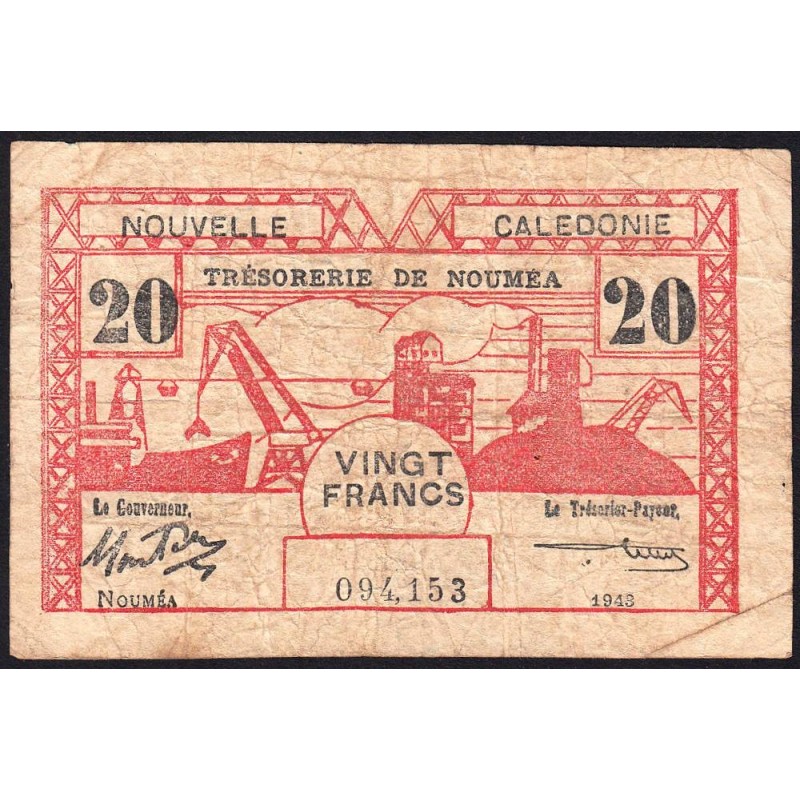 NOUVELLE CALEDONIE
20 TRÉSORERIE DE NOUMÉA 20
VINGT
FRANCS
Le Gouverneur, Le Trésorier-Payeur,
NOUMÉA 094,153 1943